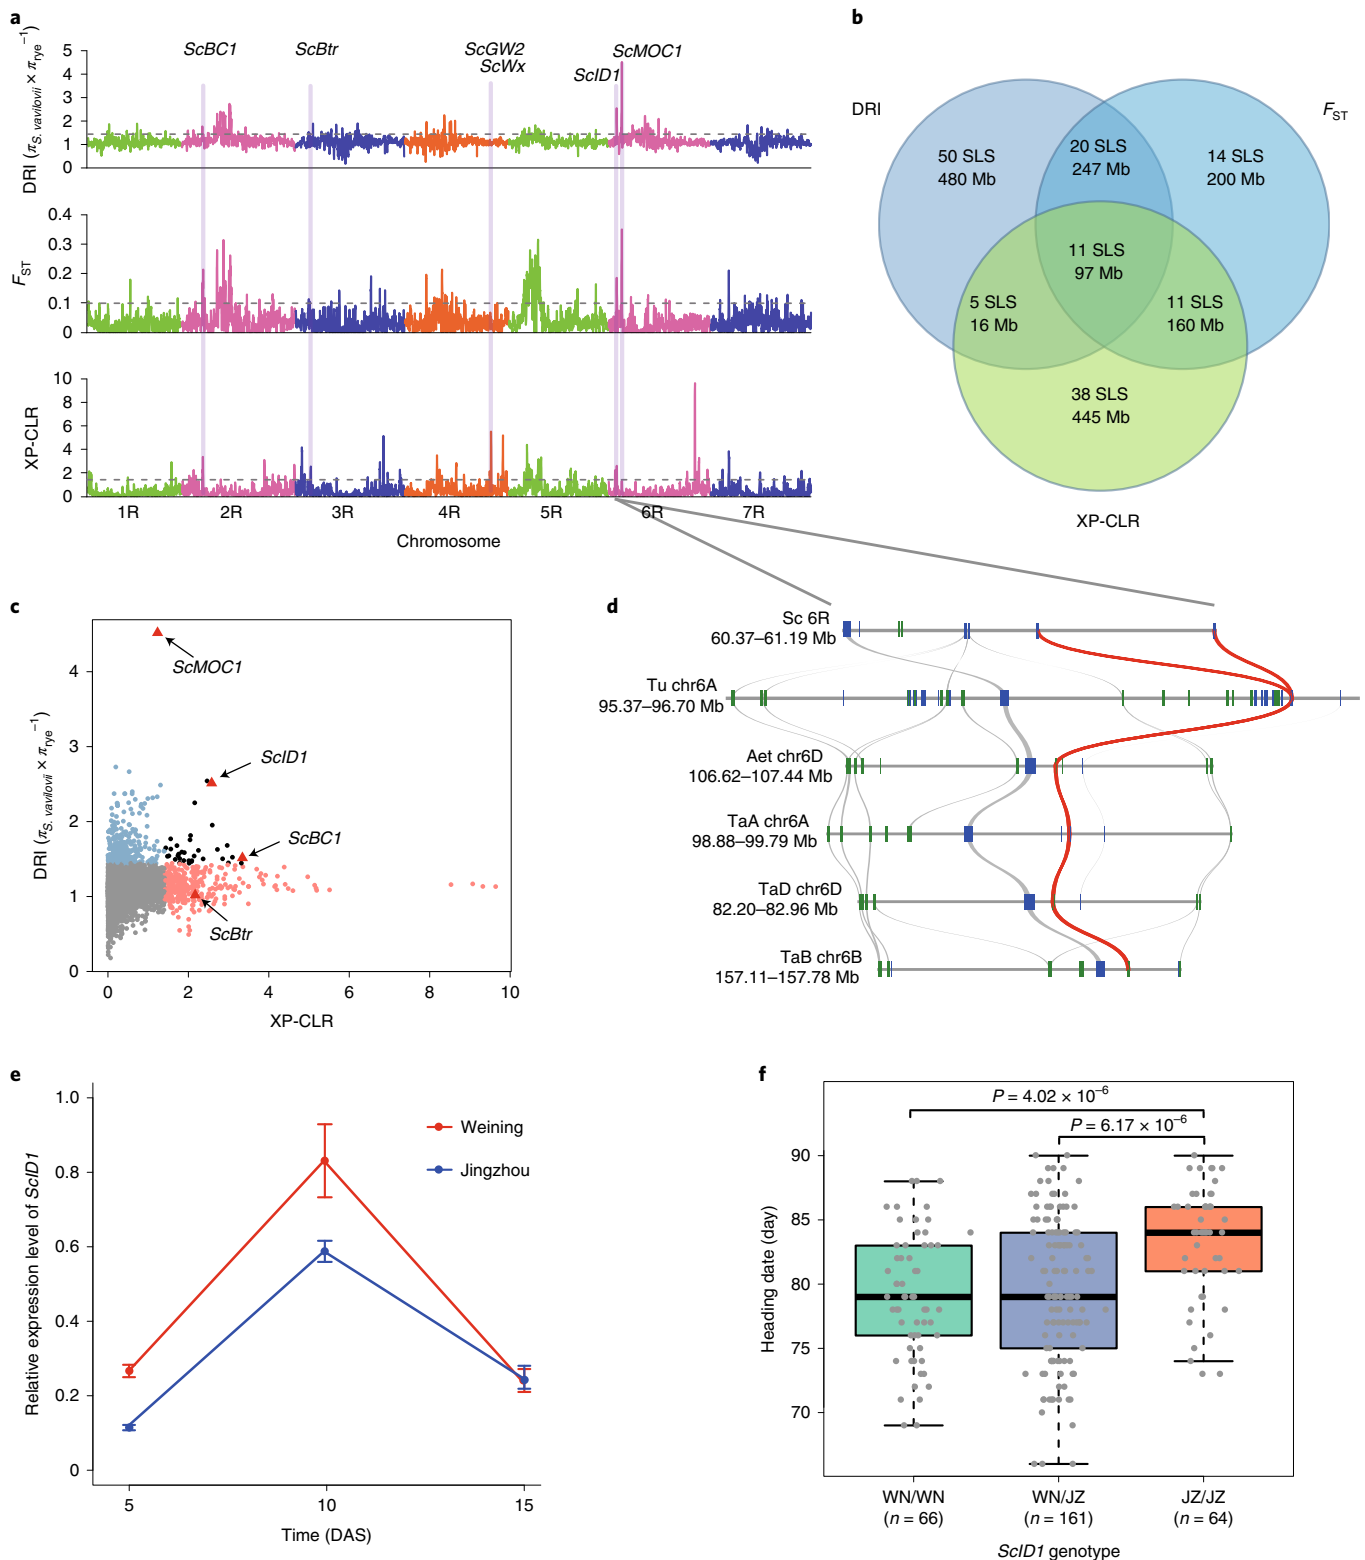 a
DRI (πS. vavilovii × πrye−1)
5
4
3
2
1
0
ScBC1
ScBtr
ScGW2
ScWx
ScID1
ScMOC1
FST
0.4
0.3
0.2
0.1
0
XP-CLR
10
8
6
4
2
0
1R
2R
3R
4R
5R
6R
7R
Chromosome
b
DRI
FST
50 SLS
480 Mb
20 SLS
247 Mb
14 SLS
200 Mb
11 SLS
97 Mb
5 SLS
16 Mb
11 SLS
160 Mb
38 SLS
445 Mb
XP-CLR
c
DRI (πS. vavilovii × πrye−1)
4
3
2
1
0
ScMOC1
ScID1
ScBC1
ScBtr
0
2
4
6
8
10
XP-CLR
d
Sc 6R
60.37–61.19 Mb
Tu chr6A
95.37–96.70 Mb
Aet chr6D
106.62–107.44 Mb
TaA chr6A
98.88–99.79 Mb
TaD chr6D
82.20–82.96 Mb
TaB chr6B
157.11–157.78 Mb
e
Relative expression level of ScID1
1.0
0.8
0.6
0.4
0.2
0
Weining
Jingzhou
5
10
15
Time (DAS)
f
P = 4.02 × 10−6
P = 6.17 × 10−6
Heading date (day)
90
85
80
75
70
WN/WN
(n = 66)
WN/JZ
(n = 161)
JZ/JZ
(n = 64)
ScID1 genotype